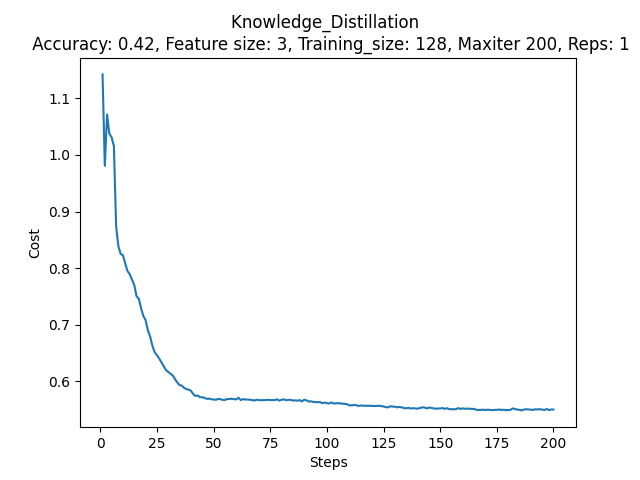 Knowledge_Distillation
Accuracy: 0.42, Feature size: 3, Training_size: 128, Maxiter 200, Reps: 1
1.1
1.0
0.9
0.8
0.7
0.6
Cost
0 25 50 75 100 125 150 175 200
Steps